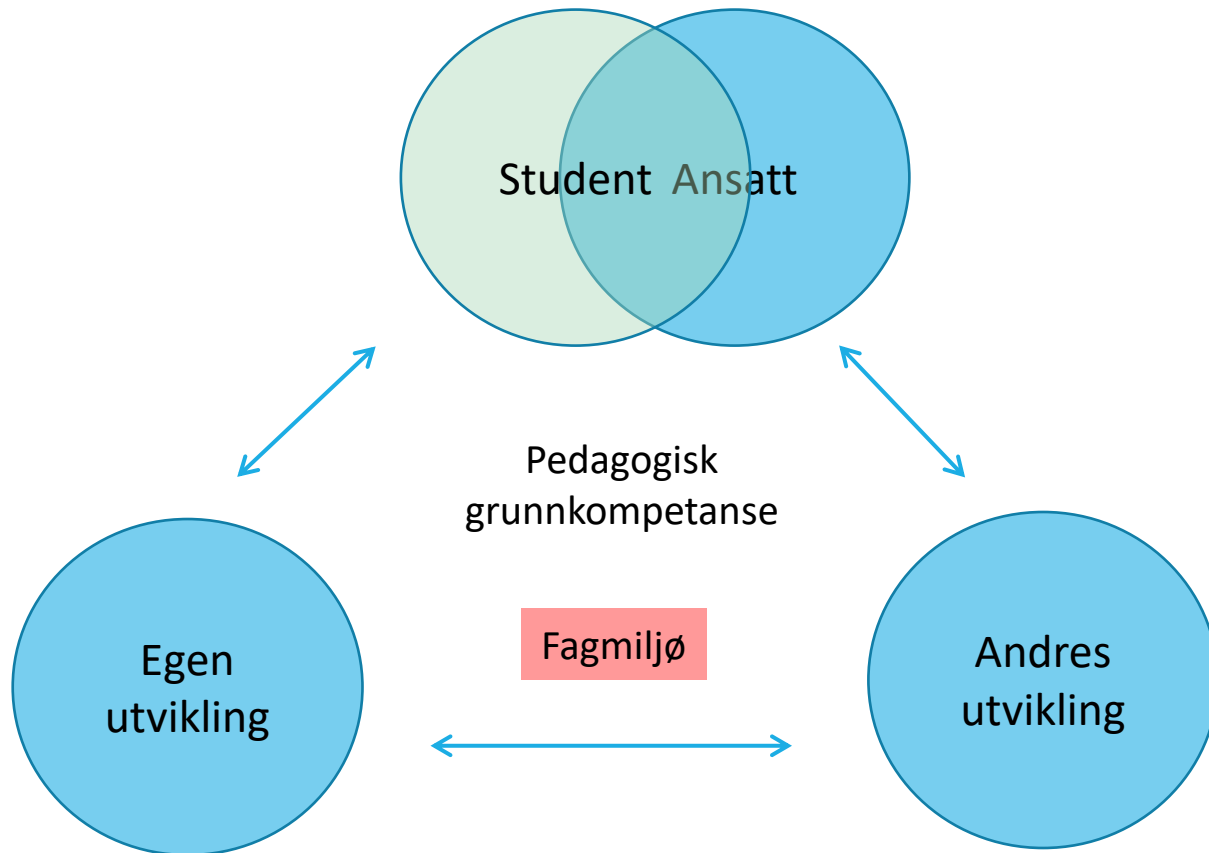 Student Ansatt
Pedagogisk
grunnkompetanse
Fagmiljø
Egen
utvikling
Andres
utvikling